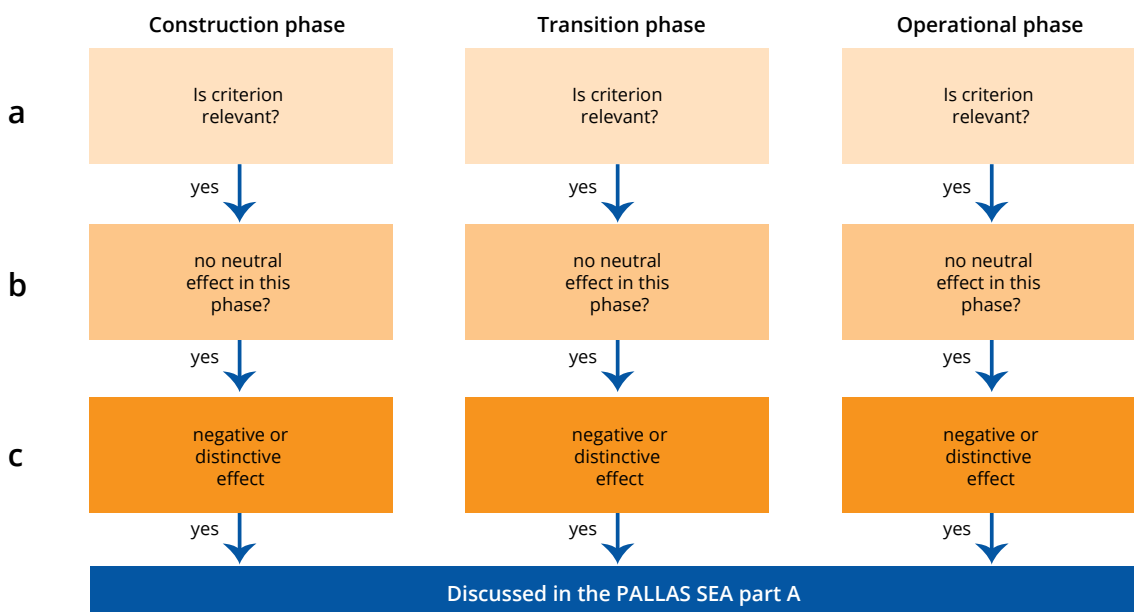 Construction phase
Transition phase
Operational phase
a
Is criterion
relevant?
Is criterion
relevant?
Is criterion
relevant?
yes
yes
yes
b
no neutral
effect in this
phase?
no neutral
effect in this
phase?
no neutral
effect in this
phase?
yes
yes
yes
c
negative or
distinctive
effect
negative or
distinctive
effect
negative or
distinctive
effect
yes
yes
yes
Discussed in the PALLAS SEA part A